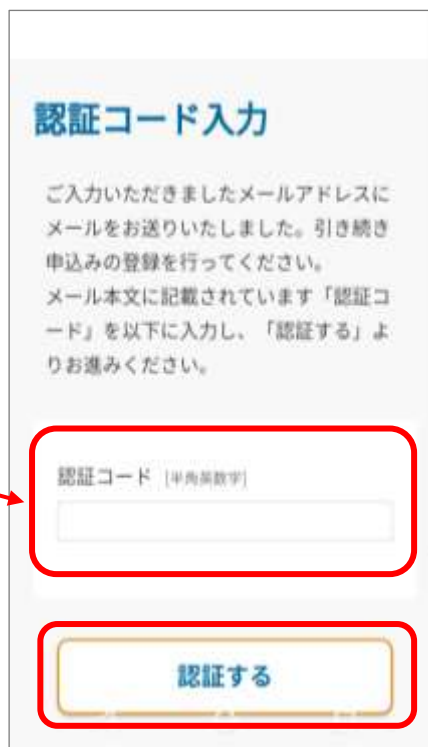 認証コード入力
ご入力いただきましたメールアドレスに
メールをお送りいたしました。引き続き
申込みの登録を行ってください。
メール本文に記載されています「認証コ
ード」を以下に入力し、「認証する」よ
りお進みください。
認証コード [半角英数字]
認証する